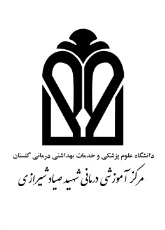 دانشگاه علوم پزشکی و خدمات بهداشتی درمانی گلستان
مرکز آموزشی درمانی شهید صیاد شیرازی